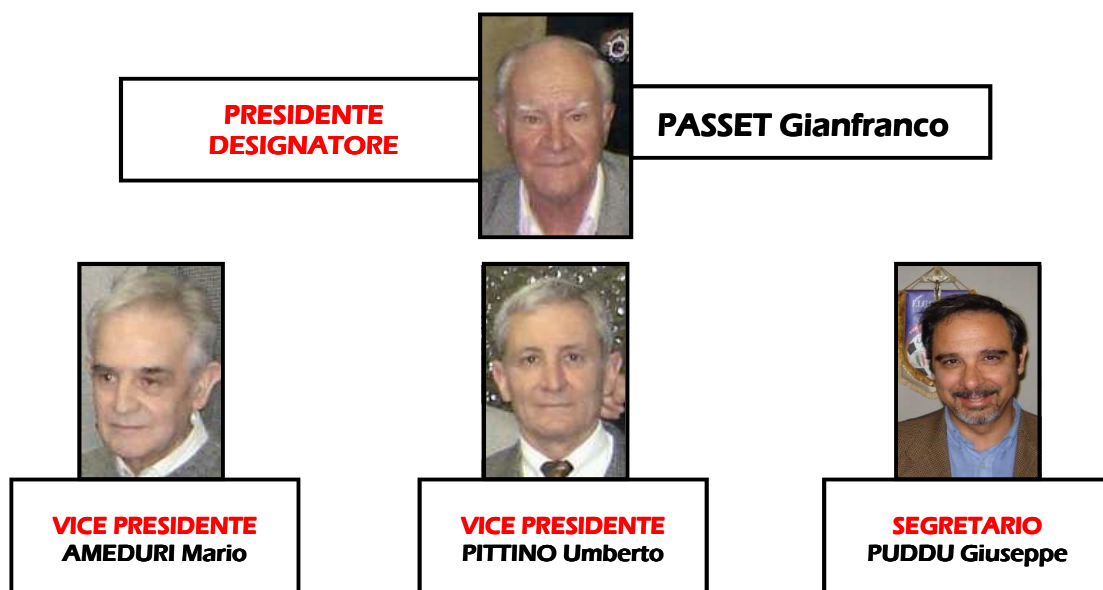 PRESIDENTE
DESIGNATORE
PASSET Gianfranco
VICE PRESIDENTE
AMEDURI Mario
VICE PRESIDENTE
PITTINO Umberto
SEGRETARIO
PUDDU Giuseppe